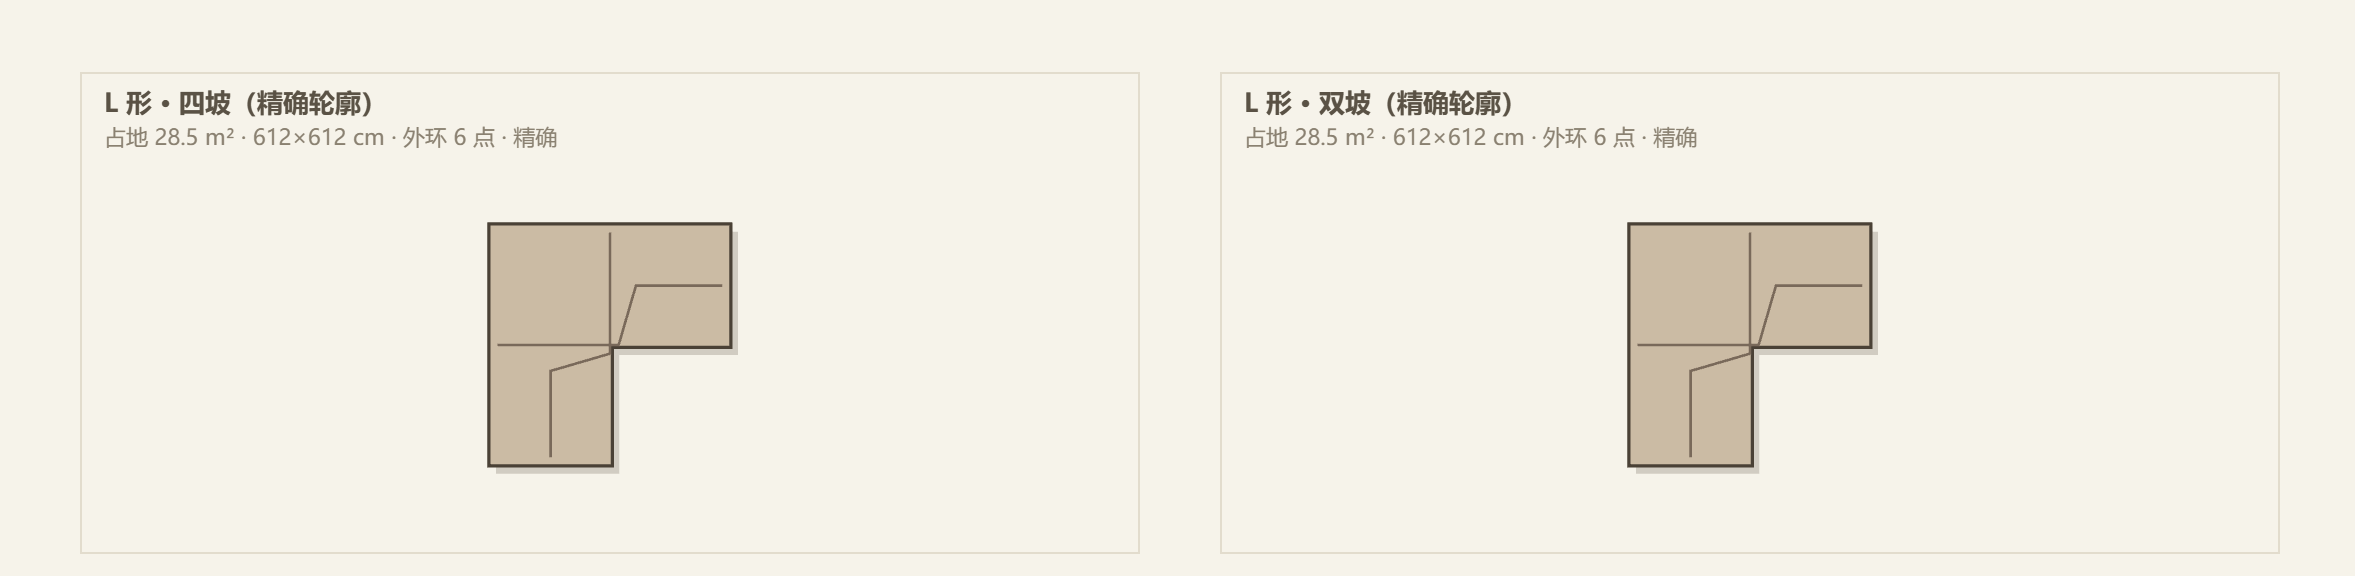 L 形 • 四坡（精确轮廓）
占地 28.5 m² · 612×612 cm · 外环 6 点 · 精确
L 形 • 双坡（精确轮廓）
占地 28.5 m² · 612×612 cm · 外环 6 点 · 精确